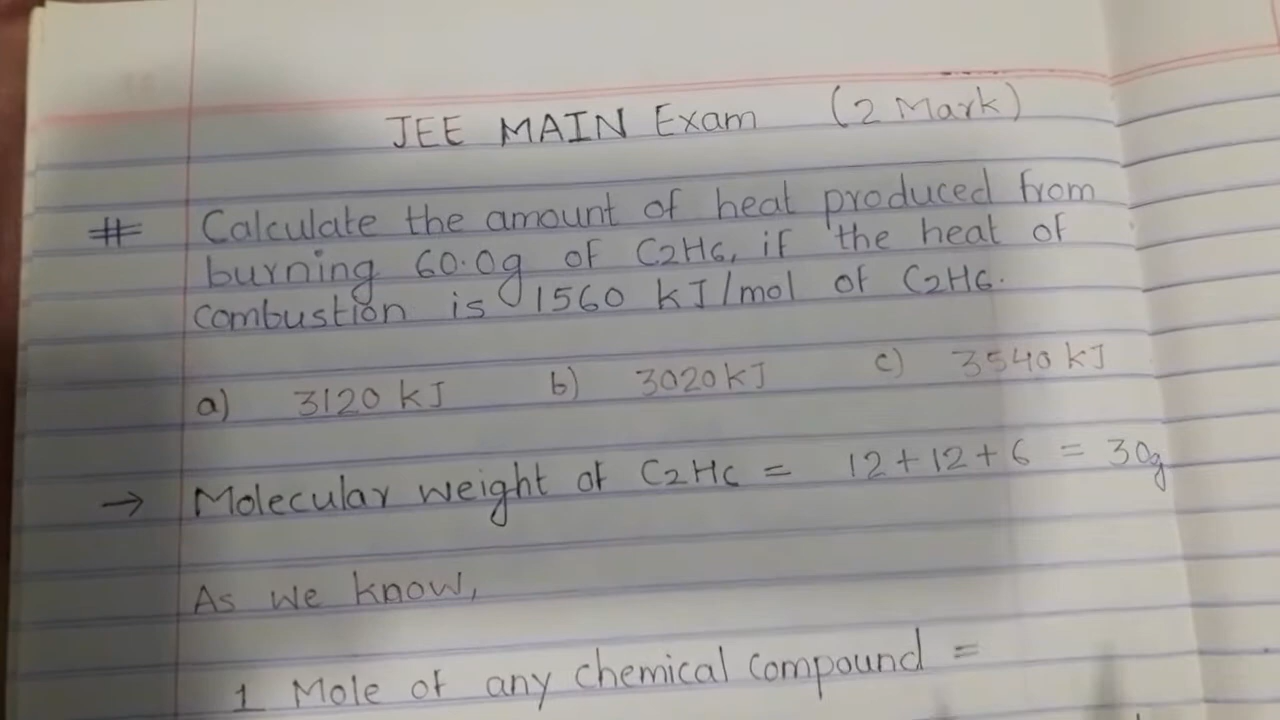 JEE MAIN Exam (2 Mark)
# Calculate the amount of heat produced from
burning 60.0g of C2H6, if the heat of
combustion is 1560 kJ/mol of C2H6.
a) 3120 kJ b) 3020 kJ c) 3540 kJ
→ Molecular weight of C2H6 = 12+12+6 = 30g
As we know,
1 Mole of any chemical compound =